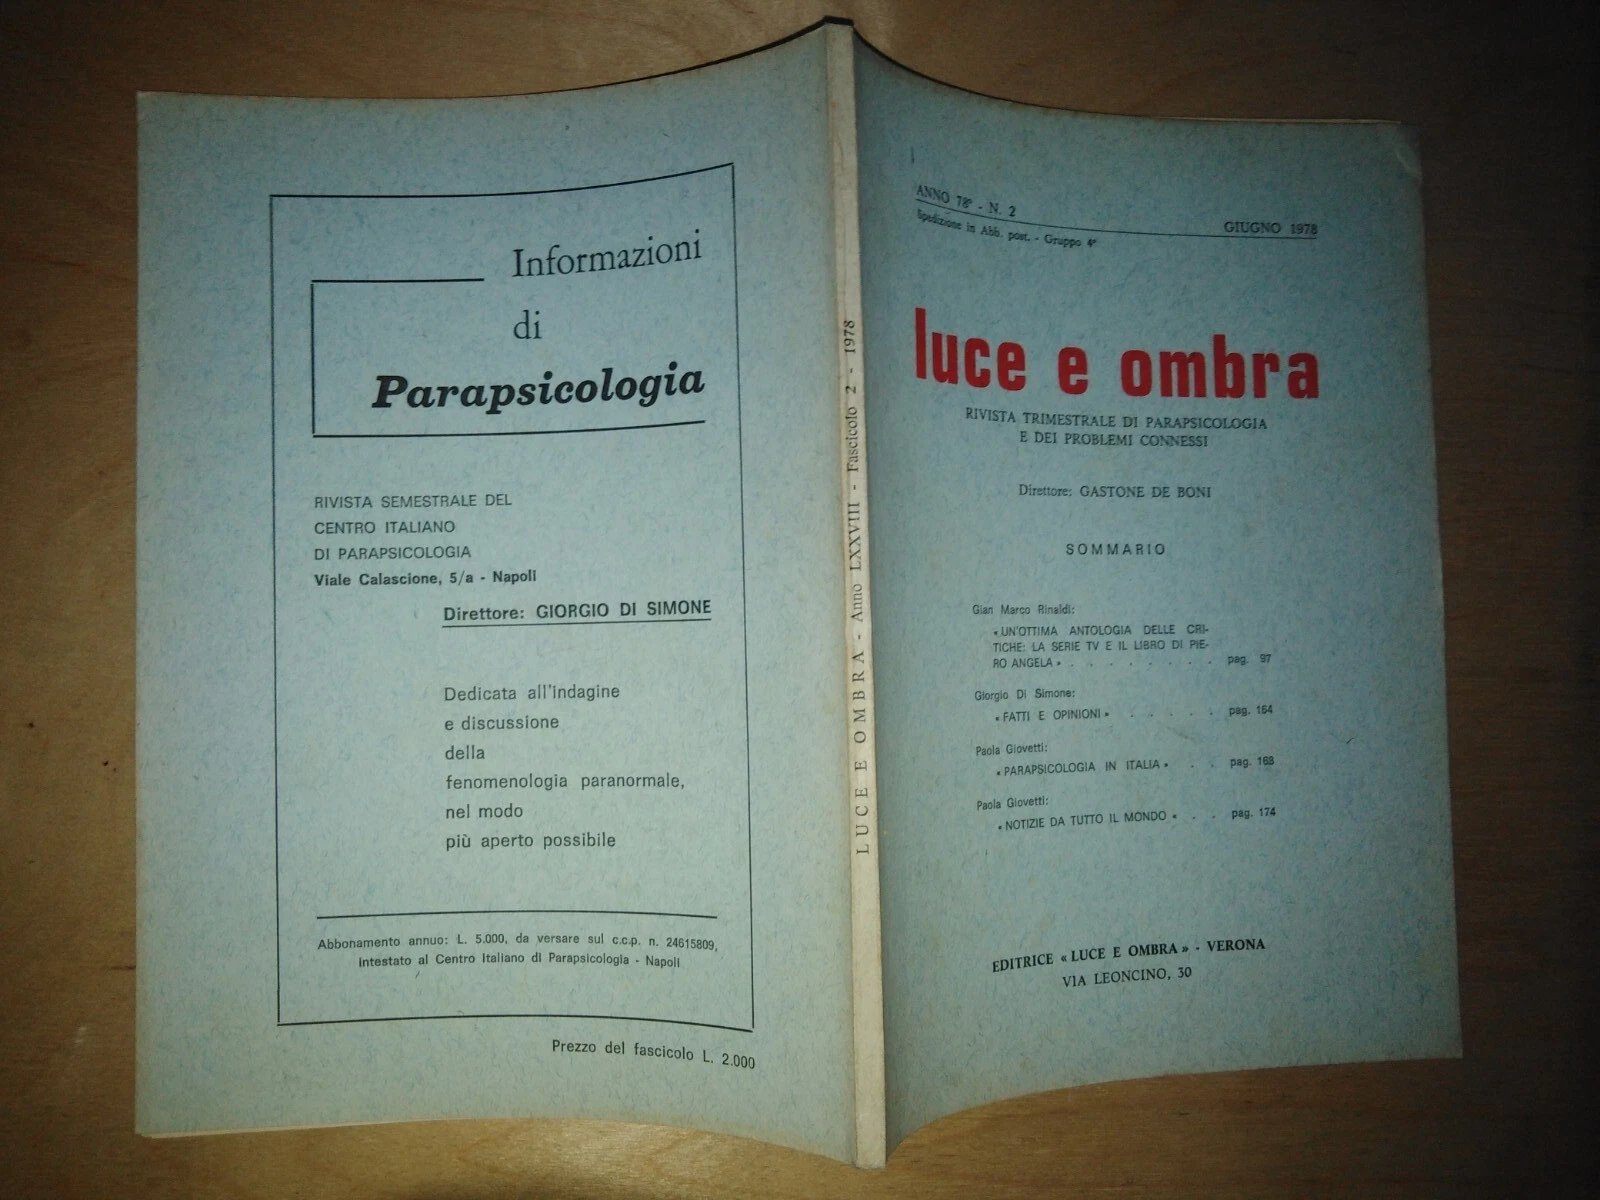 Informazioni
di
Parapsicologia
RIVISTA SEMESTRALE DEL
CENTRO ITALIANO
DI PARAPSICOLOGIA
Viale Calascione, 5/a - Napoli
Direttore: GIORGIO DI SIMONE
Dedicata all'indagine
e discussione
della
fenomenologia paranormale,
nel modo
più aperto possibile
Abbonamento annuo: L. 5.000, da versare sul c.c.p. n. 24615809,
intestato al Centro Italiano di Parapsicologia - Napoli
Prezzo del fascicolo L. 2.000
LUCE E OMBRA - Anno LXXVIII - Fascicolo 2 - 1978
ANNO 78° - N. 2
GIUGNO 1978
Spedizione in Abb. post. - Gruppo 4°
luce e ombra
RIVISTA TRIMESTRALE DI PARAPSICOLOGIA
E DEI PROBLEMI CONNESSI
Direttore: GASTONE DE BONI
SOMMARIO
Gian Marco Rinaldi:
« UN'OTTIMA ANTOLOGIA DELLE CRI-
TICHE: LA SERIE TV E IL LIBRO DI PIE-
RO ANGELA » . . . . . . . . pag. 97
Giorgio Di Simone:
« FATTI E OPINIONI » . . . . . pag. 164
Paola Giovetti:
« PARAPSICOLOGIA IN ITALIA » . . pag. 168
Paola Giovetti:
« NOTIZIE DA TUTTO IL MONDO » . . pag. 174
EDITRICE « LUCE E OMBRA » - VERONA
VIA LEONCINO, 30